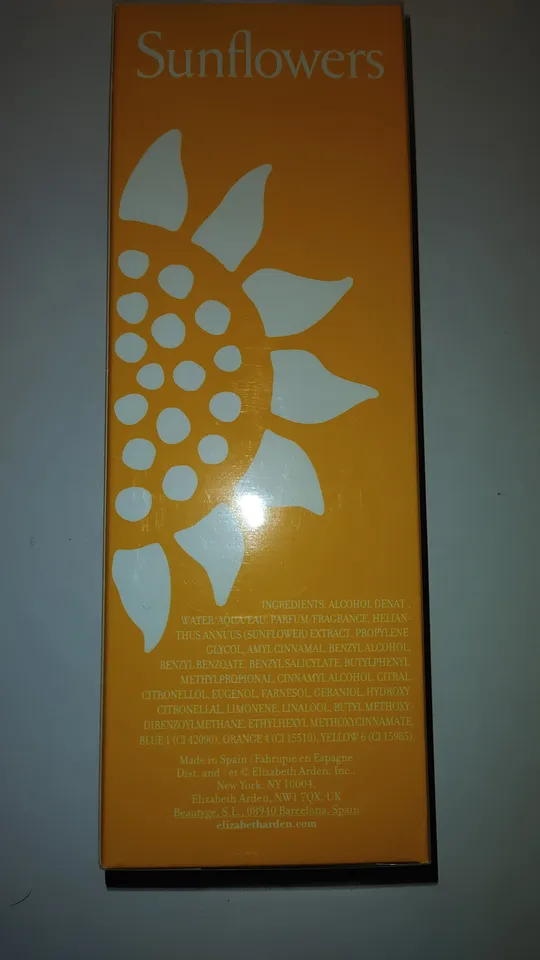 Sunflowers
INGREDIENTS: ALCOHOL DENAT.,
WATER/AQUA/EAU, PARFUM/FRAGRANCE, HELIAN-
THUS ANNUUS (SUNFLOWER) EXTRACT, PROPYLENE
GLYCOL, AMYL CINNAMAL, BENZYL ALCOHOL,
BENZYL BENZOATE, BENZYL SALICYLATE, BUTYLPHENYL
METHYLPROPIONAL, CINNAMYL ALCOHOL, CITRAL,
CITRONELLOL, EUGENOL, FARNESOL, GERANIOL, HYDROXY
CITRONELLAL, LIMONENE, LINALOOL, BUTYL METHOXY-
DIBENZOYLMETHANE, ETHYLHEXYL METHOXYCINNAMATE,
BLUE 1 (CI 42090), ORANGE 4 (CI 15510), YELLOW 6 (CI 15985).
Made in Spain / Fabriqué en Espagne
Dist. and / et © Elizabeth Arden, Inc.,
New York, NY 10004,
Elizabeth Arden, NW1 7QX, UK
Beautyge, S.L., 08940 Barcelona, Spain
elizabetharden.com